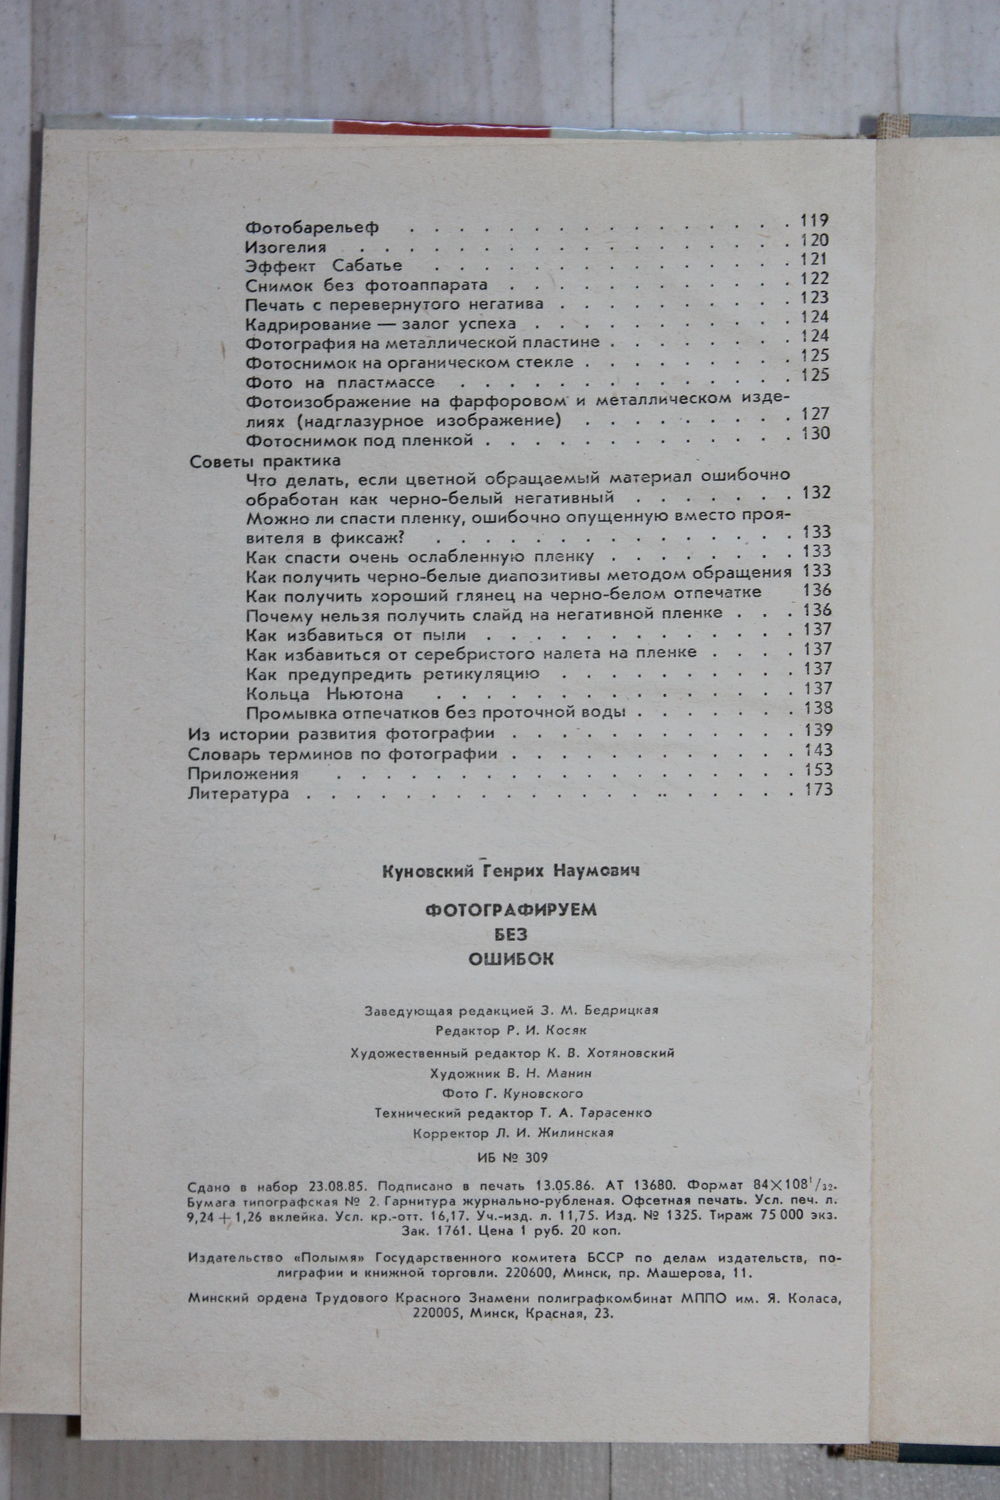 Фотобарельеф . . . . . . . . . . . . . . . . 119
Изогелия . . . . . . . . . . . . . . . . . . 120
Эффект Сабатье . . . . . . . . . . . . . . . 121
Снимок без фотоаппарата . . . . . . . . . . . . 122
Печать с перевернутого негатива . . . . . . . . . . 123
Кадрирование — залог успеха . . . . . . . . . . . 124
Фотография на металлической пластине . . . . . . . . 124
Фотоснимок на органическом стекле . . . . . . . . . 125
Фото на пластмассе . . . . . . . . . . . . . . 125
Фотоизображение на фарфоровом и металлическом изде-
лиях (надглазурное изображение) . . . . . . . . . 127
Фотоснимок под пленкой . . . . . . . . . . . . . 130
Советы практика
Что делать, если цветной обращаемый материал ошибочно
обработан как черно-белый негативный . . . . . . . 132
Можно ли спасти пленку, ошибочно опущенную вместо проя-
вителя в фиксаж? . . . . . . . . . . . . . . . 133
Как спасти очень ослабленную пленку . . . . . . . . 133
Как получить черно-белые диапозитивы методом обращения 133
Как получить хороший глянец на черно-белом отпечатке 136
Почему нельзя получить слайд на негативной пленке . . . 136
Как избавиться от пыли . . . . . . . . . . . . . 137
Как избавиться от серебристого налета на пленке . . . . 137
Как предупредить ретикуляцию . . . . . . . . . . 137
Кольца Ньютона . . . . . . . . . . . . . . . 137
Промывка отпечатков без проточной воды . . . . . . . 138
Из истории развития фотографии . . . . . . . . . . . . 139
Словарь терминов по фотографии . . . . . . . . . . . . 143
Приложения . . . . . . . . . . . . . . . . . . . 153
Литература . . . . . . . . . . . . . . . . . . . . 173
Куновский Генрих Наумович
ФОТОГРАФИРУЕМ
БЕЗ
ОШИБОК
Заведующая редакцией З. М. Бедрицкая
Редактор Р. И. Косяк
Художественный редактор К. В. Хотяновский
Художник В. Н. Манин
Фото Г. Куновского
Технический редактор Т. А. Тарасенко
Корректор Л. И. Жилинская
ИБ № 309
Сдано в набор 23.08.85. Подписано в печать 13.05.86. АТ 13680. Формат 84×108¹/₃₂.
Бумага типографская № 2. Гарнитура журнально-рубленая. Офсетная печать. Усл. печ. л.
9,24+1,26 вклейка. Усл. кр.-отт. 16,17. Уч.-изд. л. 11,75. Изд. № 1325. Тираж 75 000 экз.
Зак. 1761. Цена 1 руб. 20 коп.
Издательство «Полымя» Государственного комитета БССР по делам издательств, по-
лиграфии и книжной торговли. 220600, Минск, пр. Машерова, 11.
Минский ордена Трудового Красного Знамени полиграфкомбинат МППО им. Я. Коласа,
220005, Минск, Красная, 23.